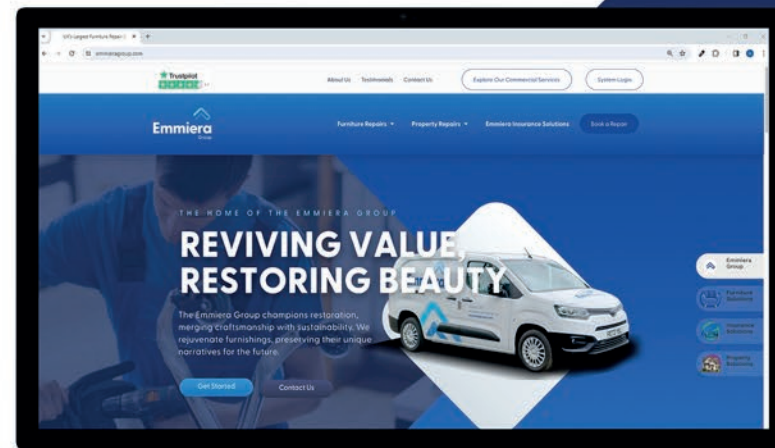 UK's Largest Furniture Repair
emmieragroup.com
Trustpilot
About Us Testimonials Contact Us Explore Our Commercial Services System Login
Emmiera
Group
Furniture Repairs Property Repairs Emmiera Insurance Solutions Book a Repair
THE HOME OF THE EMMIERA GROUP
REVIVING VALUE,
RESTORING BEAUTY
The Emmiera Group champions restoration,
merging craftsmanship with sustainability. We
rejuvenate furnishings, preserving their unique
narratives for the future.
Get Started Contact Us
Emmiera
Group
Furniture
Solutions
Insurance
Solutions
Property
Solutions